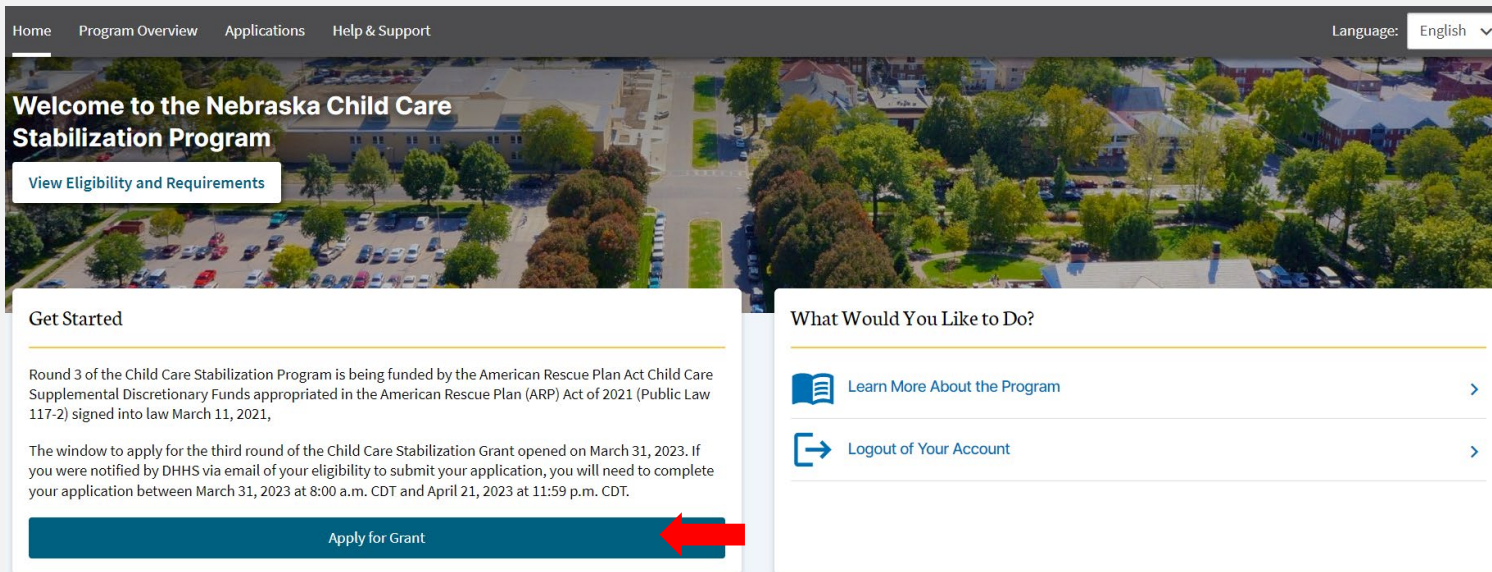 Home Program Overview Applications Help & Support Language: English
Welcome to the Nebraska Child Care
Stabilization Program
View Eligibility and Requirements
Get Started
Round 3 of the Child Care Stabilization Program is being funded by the American Rescue Plan Act Child Care
Supplemental Discretionary Funds appropriated in the American Rescue Plan (ARP) Act of 2021 (Public Law
117-2) signed into law March 11, 2021,
The window to apply for the third round of the Child Care Stabilization Grant opened on March 31, 2023. If
you were notified by DHHS via email of your eligibility to submit your application, you will need to complete
your application between March 31, 2023 at 8:00 a.m. CDT and April 21, 2023 at 11:59 p.m. CDT.
Apply for Grant
What Would You Like to Do?
Learn More About the Program
Logout of Your Account